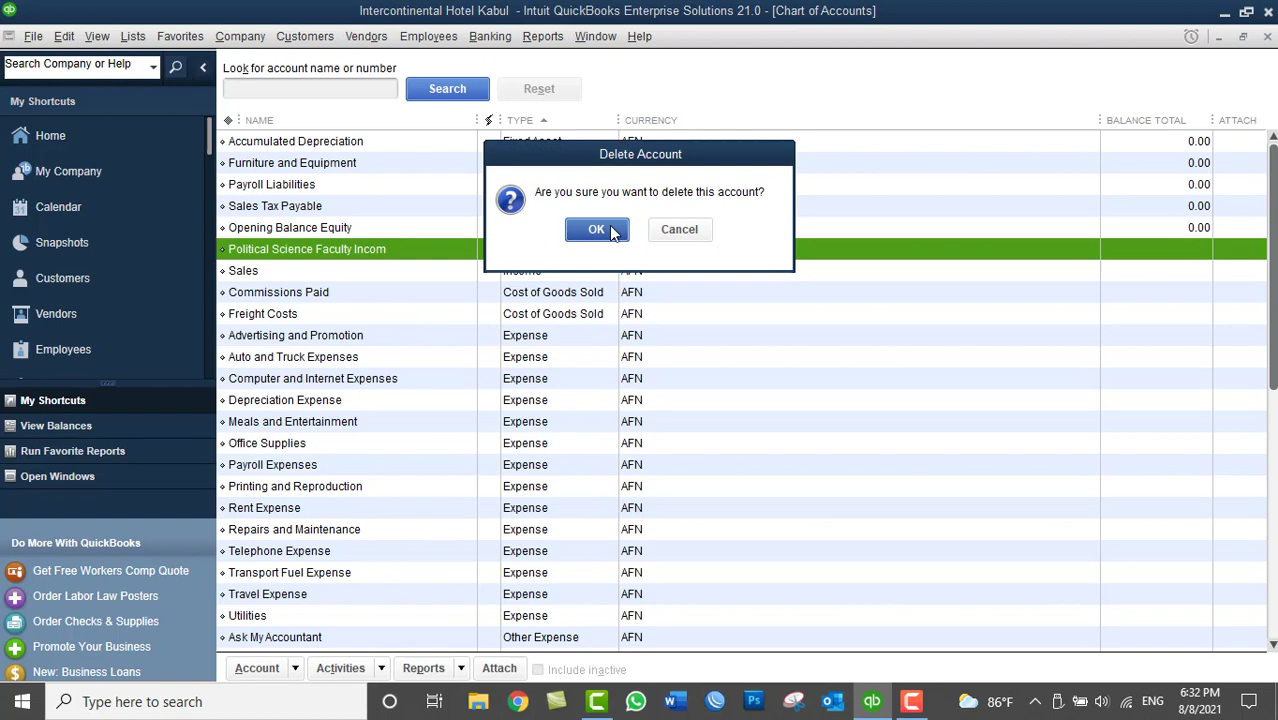 Intercontinental Hotel Kabul - Intuit QuickBooks Enterprise Solutions 21.0 - [Chart of Accounts]
File Edit View Lists Favorites Company Customers Vendors Employees Banking Reports Window Help
Search Company or Help
My Shortcuts
Home
My Company
Calendar
Snapshots
Customers
Vendors
Employees
My Shortcuts
View Balances
Run Favorite Reports
Open Windows
Do More With QuickBooks
Get Free Workers Comp Quote
Order Labor Law Posters
Order Checks & Supplies
Promote Your Business
New: Business Loans
Look for account name or number
Search Reset
NAME TYPE CURRENCY BALANCE TOTAL ATTACH
Accumulated Depreciation Fixed Asset AFN 0.00
Furniture and Equipment 0.00
Payroll Liabilities 0.00
Sales Tax Payable 0.00
Opening Balance Equity 0.00
Political Science Faculty Incom
Sales Income AFN
Commissions Paid Cost of Goods Sold AFN
Freight Costs Cost of Goods Sold AFN
Advertising and Promotion Expense AFN
Auto and Truck Expenses Expense AFN
Computer and Internet Expenses Expense AFN
Depreciation Expense Expense AFN
Meals and Entertainment Expense AFN
Office Supplies Expense AFN
Payroll Expenses Expense AFN
Printing and Reproduction Expense AFN
Rent Expense Expense AFN
Repairs and Maintenance Expense AFN
Telephone Expense Expense AFN
Transport Fuel Expense Expense AFN
Travel Expense Expense AFN
Utilities Expense AFN
Ask My Accountant Other Expense AFN
Delete Account
Are you sure you want to delete this account?
OK Cancel
Account Activities Reports Attach Include inactive
Type here to search
86°F ENG
6:32 PM
8/8/2021